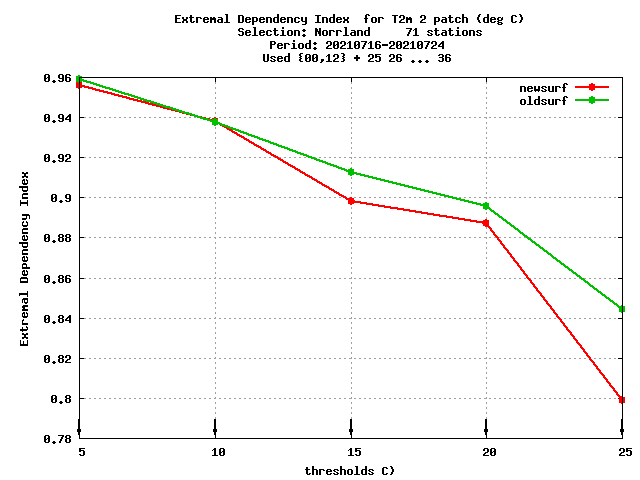 Extremal Dependency Index  for T2m 2 patch (deg C)
Selection: Norrland     71 stations
Period: 20210716-20210724
Used {00,12} + 25 26 ... 36
newsurf
oldsurf
Extremal Dependency Index
0.96
0.94
0.92
0.9
0.88
0.86
0.84
0.82
0.8
0.78
5 10 15 20 25
thresholds C)